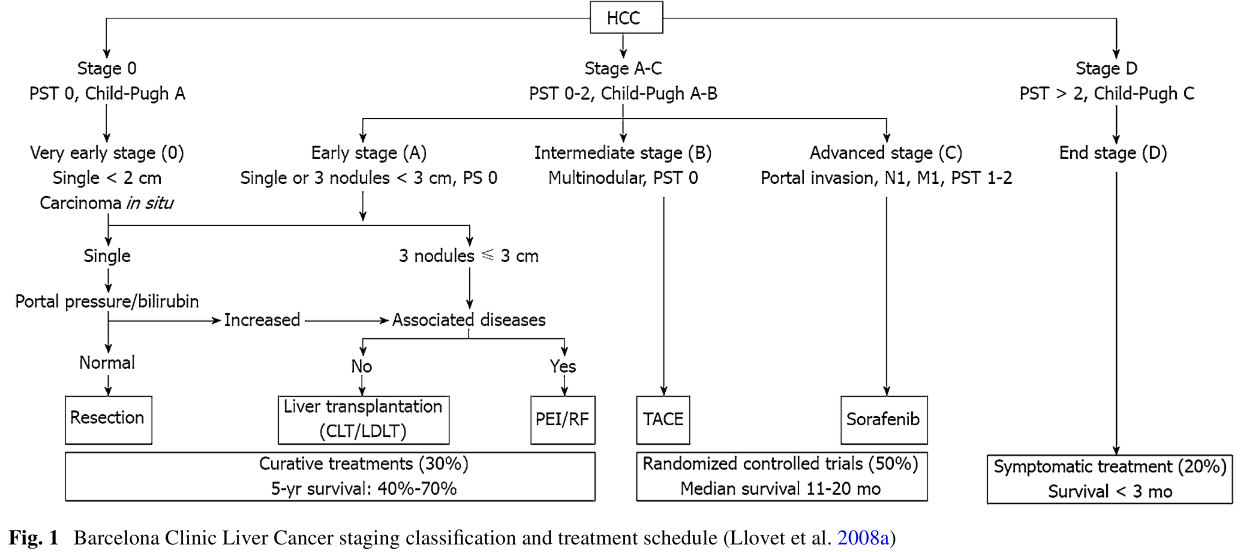 HCC
Stage 0
PST 0, Child-Pugh A
Stage A-C
PST 0-2, Child-Pugh A-B
Stage D
PST > 2, Child-Pugh C
Very early stage (0)
Single < 2 cm
Carcinoma in situ
Early stage (A)
Single or 3 nodules < 3 cm, PS 0
Intermediate stage (B)
Multinodular, PST 0
Advanced stage (C)
Portal invasion, N1, M1, PST 1-2
End stage (D)
Single
3 nodules ⩽ 3 cm
Portal pressure/bilirubin
Increased
Associated diseases
Normal
No
Yes
Resection
Liver transplantation
(CLT/LDLT)
PEI/RF
TACE
Sorafenib
Curative treatments (30%)
5-yr survival: 40%-70%
Randomized controlled trials (50%)
Median survival 11-20 mo
Symptomatic treatment (20%)
Survival < 3 mo
Fig. 1 Barcelona Clinic Liver Cancer staging classification and treatment schedule (Llovet et al. 2008a)